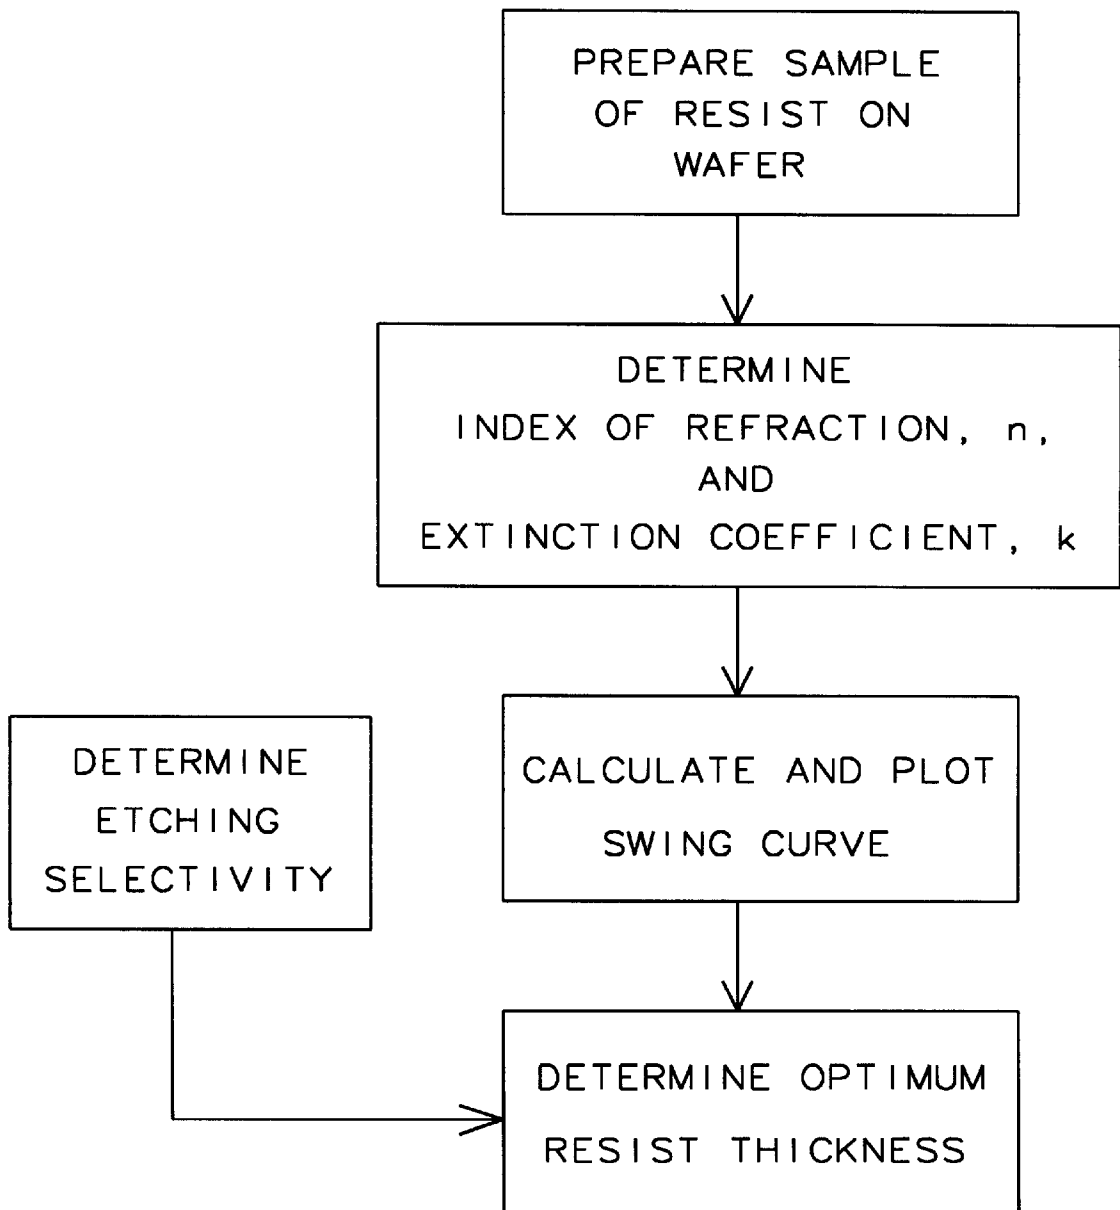 PREPARE SAMPLE
OF RESIST ON
WAFER
DETERMINE
INDEX OF REFRACTION, n,
AND
EXTINCTION COEFFICIENT, k
CALCULATE AND PLOT
SWING CURVE
DETERMINE
ETCHING
SELECTIVITY
DETERMINE OPTIMUM
RESIST THICKNESS